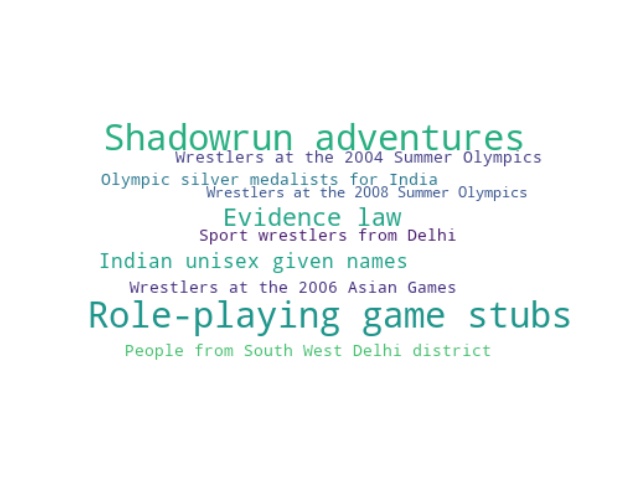 Shadowrun adventures
Wrestlers at the 2004 Summer Olympics
Olympic silver medalists for India
Wrestlers at the 2008 Summer Olympics
Evidence law
Sport wrestlers from Delhi
Indian unisex given names
Wrestlers at the 2006 Asian Games
Role-playing game stubs
People from South West Delhi district